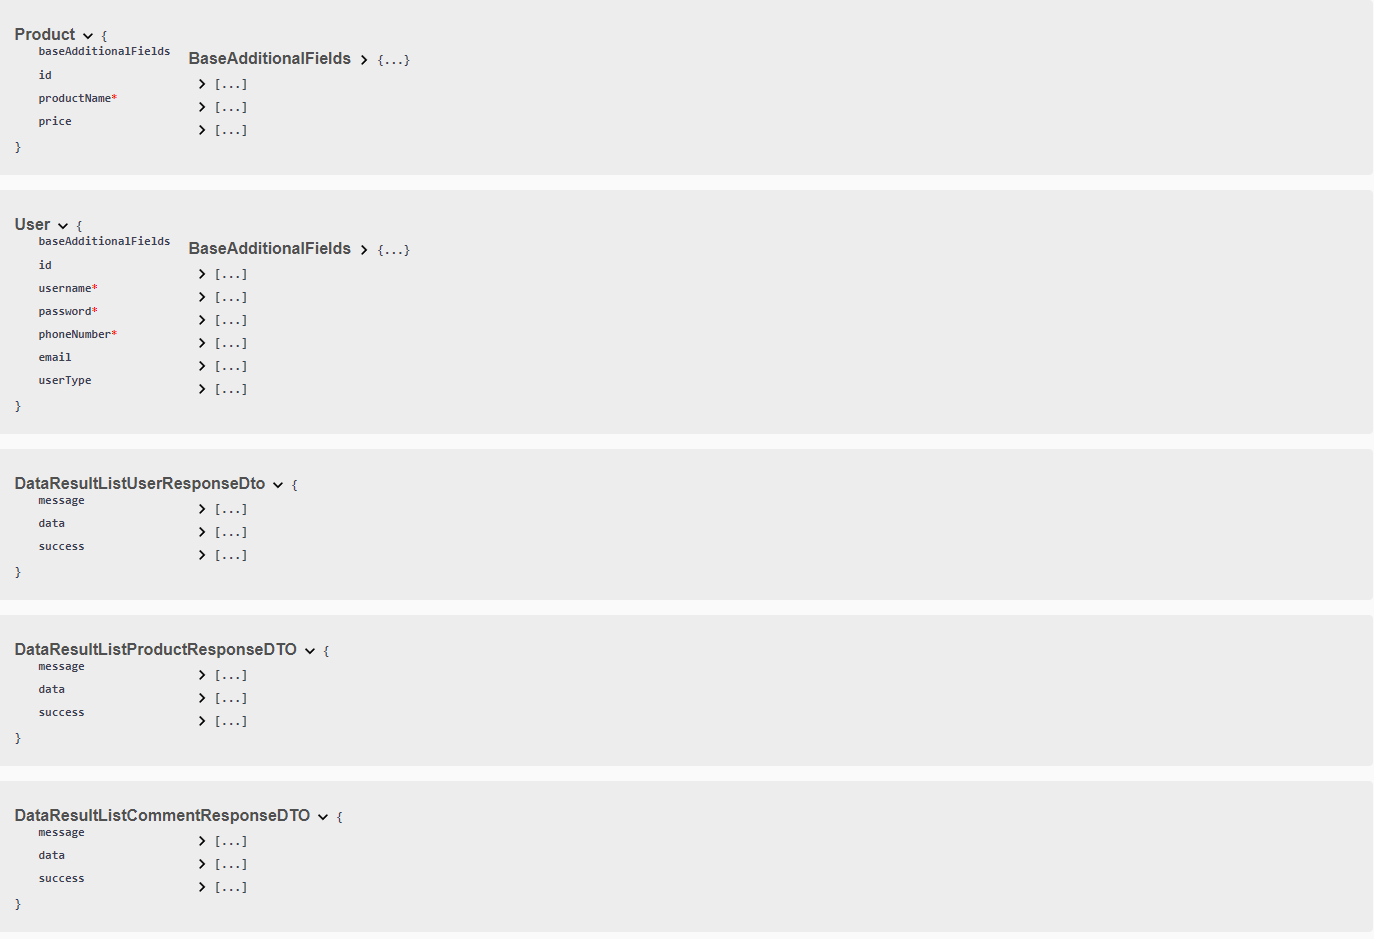 Product {
baseAdditionalFields BaseAdditionalFields {...}
id [...]
productName* [...]
price [...]
}
User {
baseAdditionalFields BaseAdditionalFields {...}
id [...]
username* [...]
password* [...]
phoneNumber* [...]
email [...]
userType [...]
}
DataResultListUserResponseDto {
message [...]
data [...]
success [...]
}
DataResultListProductResponseDTO {
message [...]
data [...]
success [...]
}
DataResultListCommentResponseDTO {
message [...]
data [...]
success [...]
}